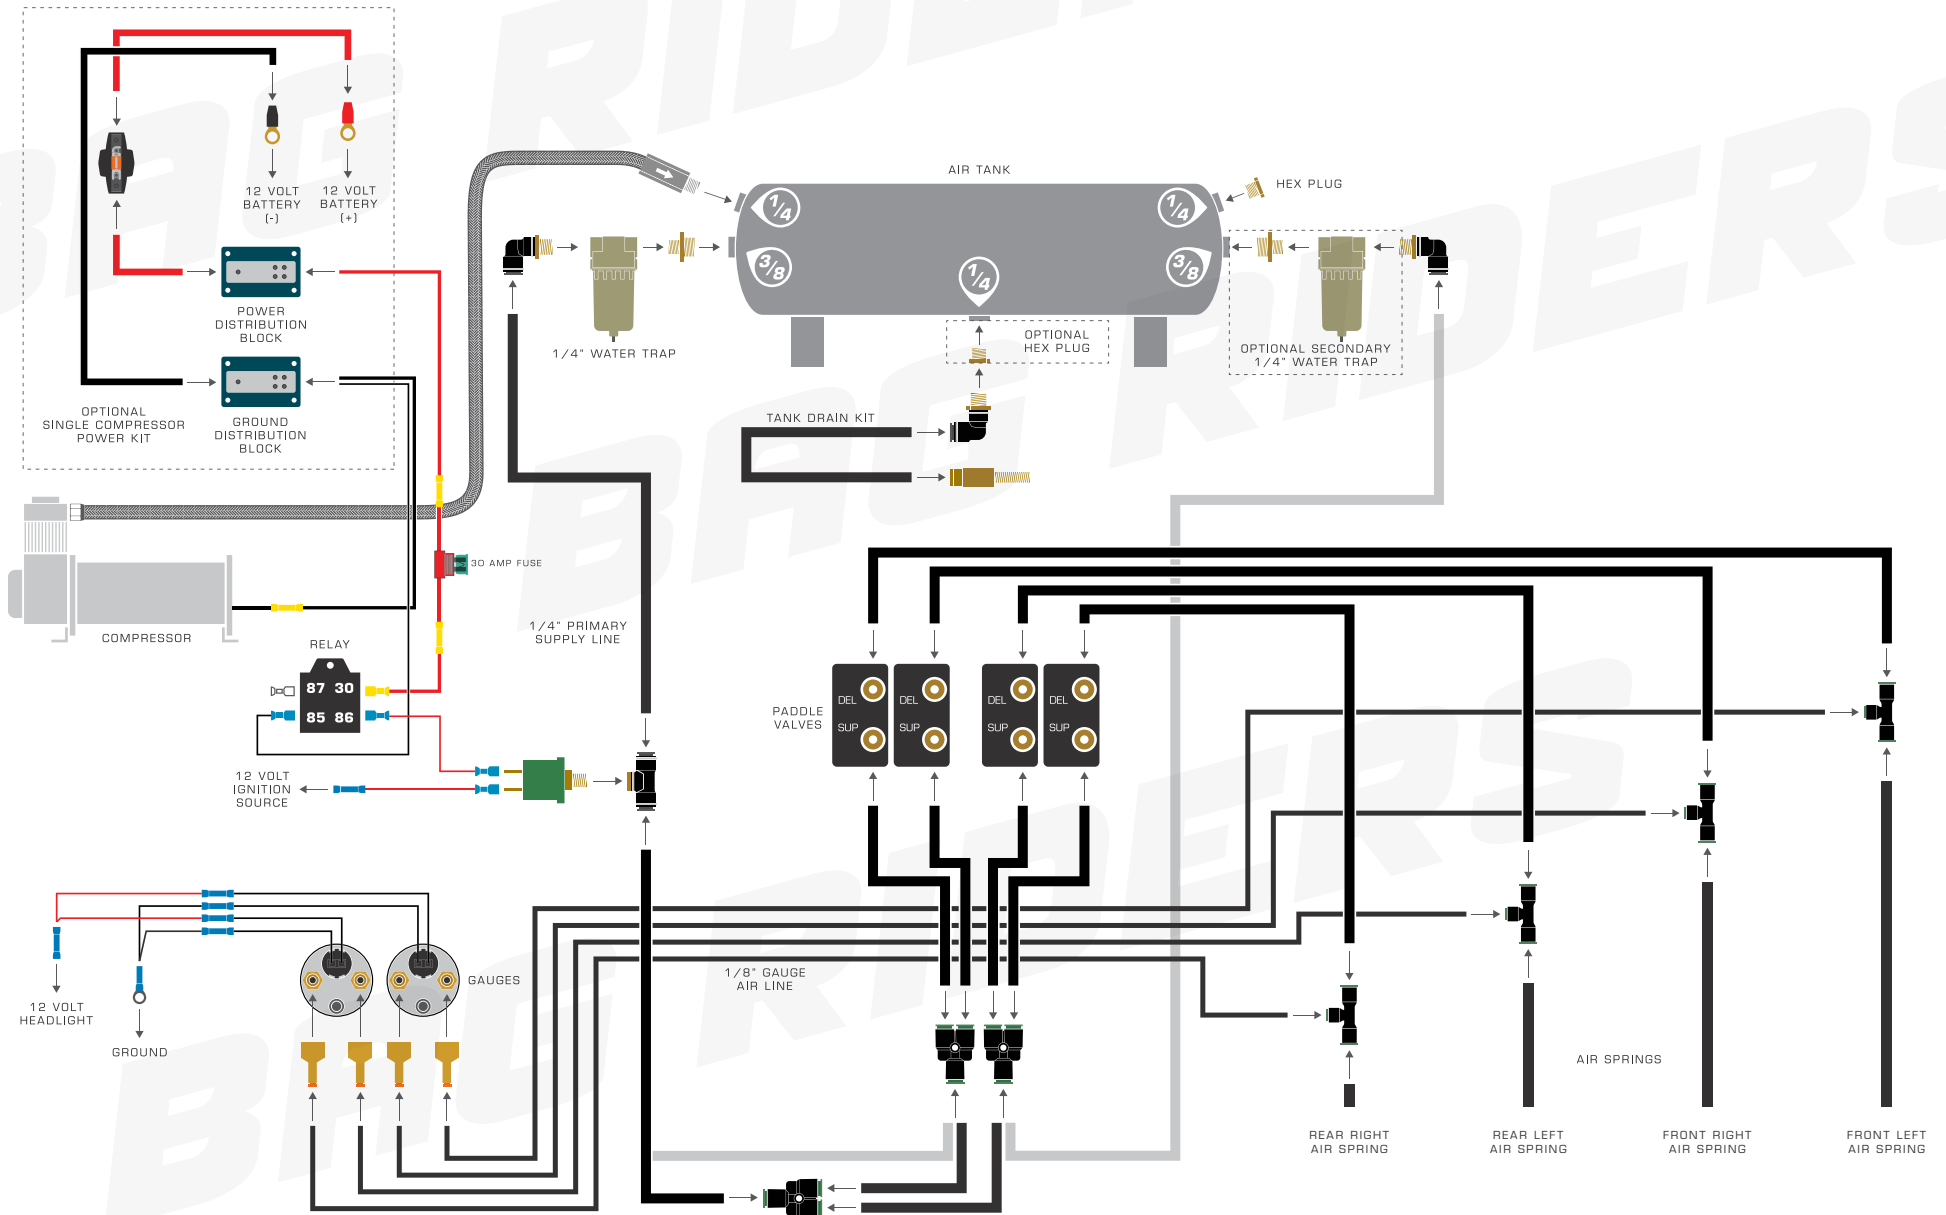 BAG RIDERS
BAG RIDERS
BAG RIDERS
BAG RIDERS
12 VOLT
BATTERY
(-)
12 VOLT
BATTERY
(+)
POWER
DISTRIBUTION
BLOCK
GROUND
DISTRIBUTION
BLOCK
OPTIONAL
SINGLE COMPRESSOR
POWER KIT
AIR TANK
1/4
1/4
3/8
3/8
1/4
HEX PLUG
1/4" WATER TRAP
OPTIONAL
HEX PLUG
OPTIONAL SECONDARY
1/4" WATER TRAP
TANK DRAIN KIT
30 AMP FUSE
COMPRESSOR
RELAY
87 30
85 86
1/4" PRIMARY
SUPPLY LINE
12 VOLT
IGNITION
SOURCE
PADDLE
VALVES
DEL
SUP
DEL
SUP
DEL
SUP
DEL
SUP
GAUGES
1/8" GAUGE
AIR LINE
12 VOLT
HEADLIGHT
GROUND
AIR SPRINGS
REAR RIGHT
AIR SPRING
REAR LEFT
AIR SPRING
FRONT RIGHT
AIR SPRING
FRONT LEFT
AIR SPRING